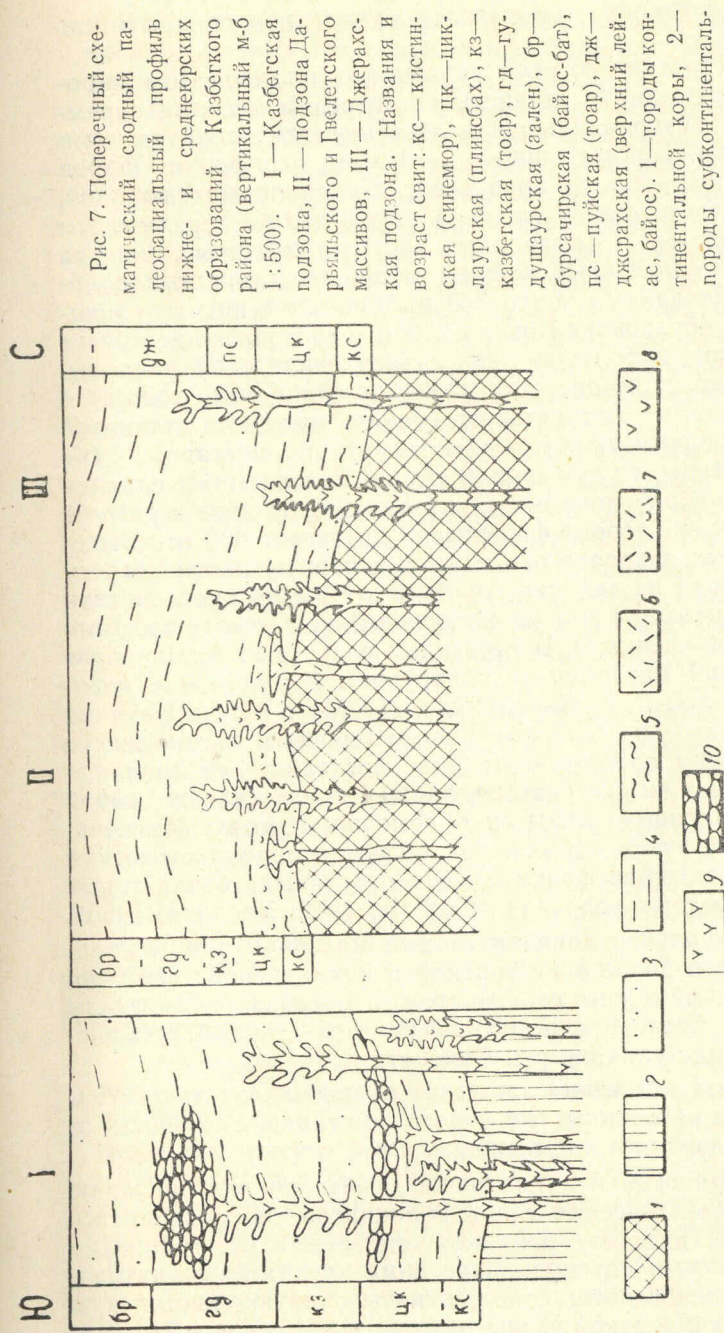 Ю I II III С
бр
гд
кз
цк
кс
бр
гд
кз
цк
кс
дж
пс
цк
кс
1 2 3 4 5 6 7 8
9 10
Рис. 7. Поперечный схе-
матический сводный па-
леофациальный профиль
нижне- и среднеюрских
образований Казбегкого
района (вертикальный м-б
1 : 500). I — Казбегская
подзона, II — подзона Да-
рьяльского и Гвелетского
массивов, III — Джерахс-
кая подзона. Названия и
возраст свит: кс — кистин-
ская (синемюр), цк—цик-
лаурская (плинсбах), кз—
казбегская (тоар), гд—гу-
душаурская (аален), бр—
бурсачирская (байос-бат),
пс — пуйская (тоар), дж—
джерахская (верхний лей-
ас, байос). 1—породы кон-
тинентальной коры, 2—
породы субконтиненталь-